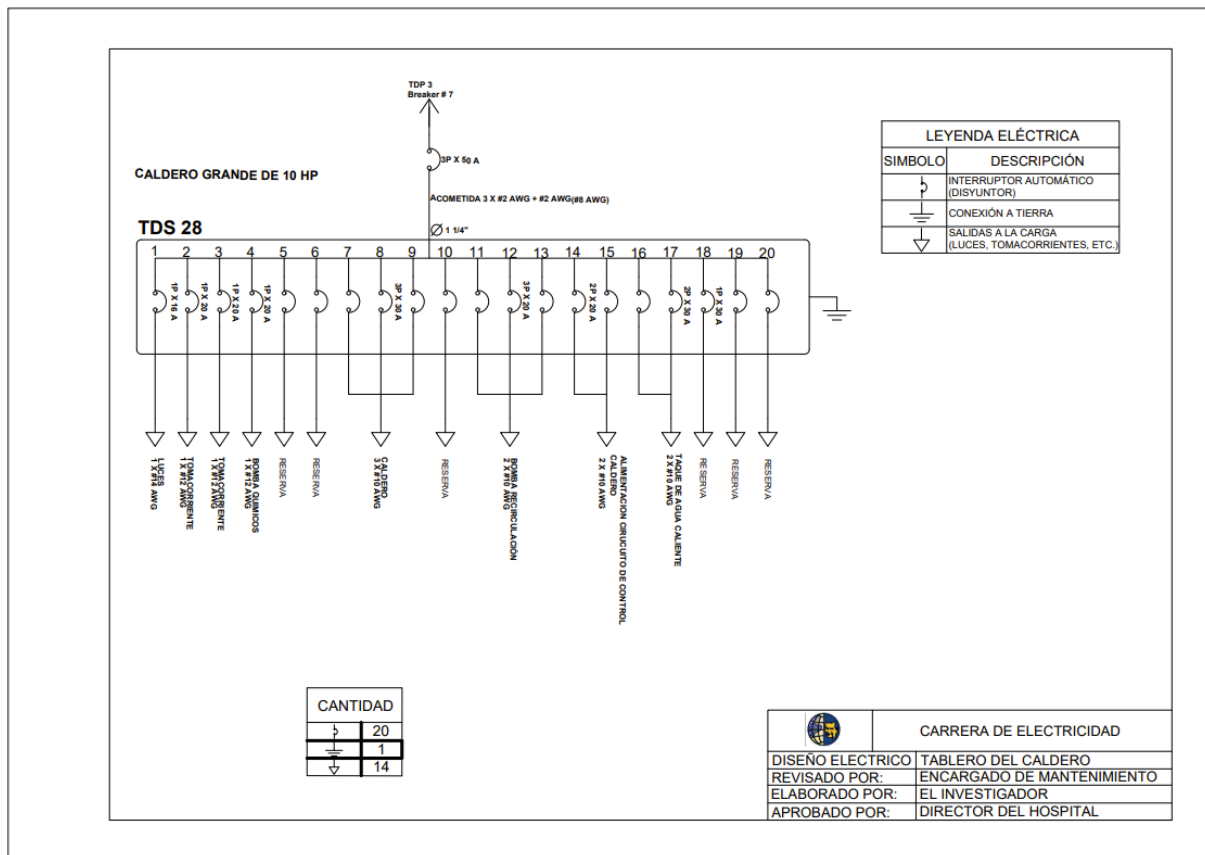 TDP 3
Breaker # 7
3P X 50 A
CALDERO GRANDE DE 10 HP
ACOMETIDA 3 X #2 AWG + #2 AWG(#8 AWG)
TDS 28
Ø 1 1/4"
1 2 3 4 5 6 7 8 9 10 11 12 13 14 15 16 17 18 19 20
1P X 16 A
1P X 20 A
1P X 20 A
1P X 20 A
3P X 30 A
3P X 20 A
2P X 20 A
2P X 30 A
1P X 30 A
LUCES
1 X #14 AWG
TOMACORRIENTE
1 X #12 AWG
TOMACORRIENTE
1 X #12 AWG
BOMBA QUIMICOS
1 X #12 AWG
RESERVA
RESERVA
CALDERO
3 X #10 AWG
RESERVA
BOMBA RECIRCULACIÓN
2 X #10 AWG
ALIMENTACION CIRUCUITO DE CONTROL
CALDERO
2 X #10 AWG
TAQUE DE AGUA CALIENTE
2 X #10 AWG
RESERVA
RESERVA
RESERVA
LEYENDA ELÉCTRICA
SIMBOLO DESCRIPCIÓN
INTERRUPTOR AUTOMÁTICO
(DISYUNTOR)
CONEXIÓN A TIERRA
SALIDAS A LA CARGA
(LUCES, TOMACORRIENTES, ETC.)
CANTIDAD
20
1
14
CARRERA DE ELECTRICIDAD
DISEÑO ELECTRICO TABLERO DEL CALDERO
REVISADO POR: ENCARGADO DE MANTENIMIENTO
ELABORADO POR: EL INVESTIGADOR
APROBADO POR: DIRECTOR DEL HOSPITAL